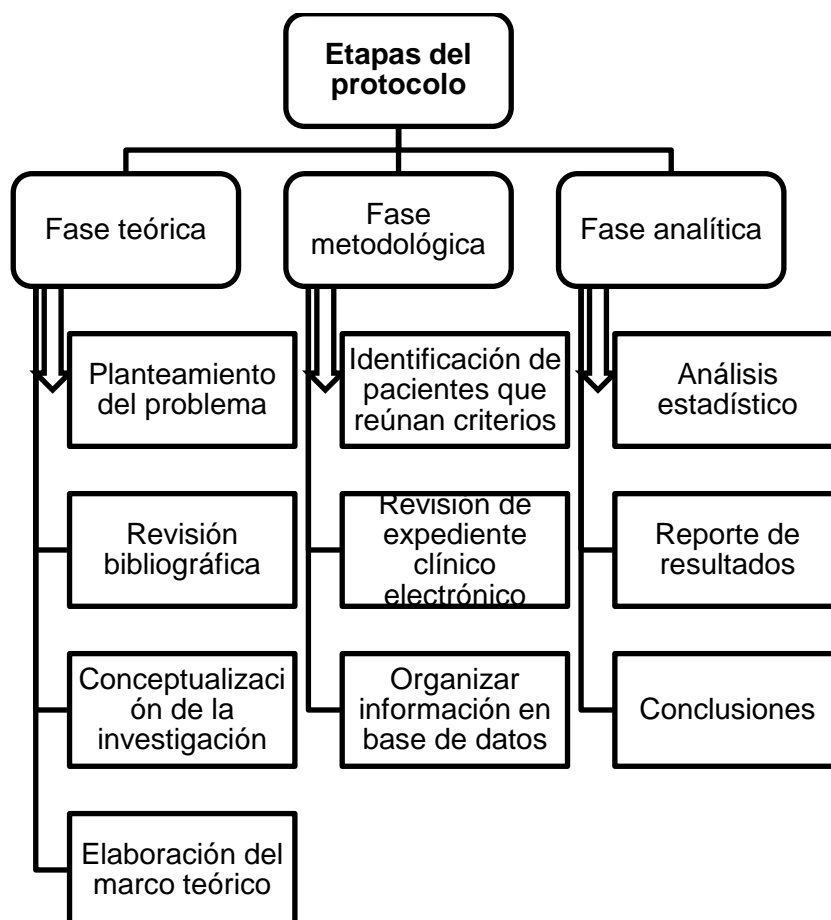 Etapas del
protocolo
Fase teórica
Planteamiento
del problema
Revisión
bibliográfica
Conceptualizaci
ón de la
investigación
Elaboración del
marco teórico
Fase
metodológica
Identificación de
pacientes que
reúnan criterios
Revisión de
expediente
clínico
electrónico
Organizar
información en
base de datos
Fase analítica
Análisis
estadístico
Reporte de
resultados
Conclusiones